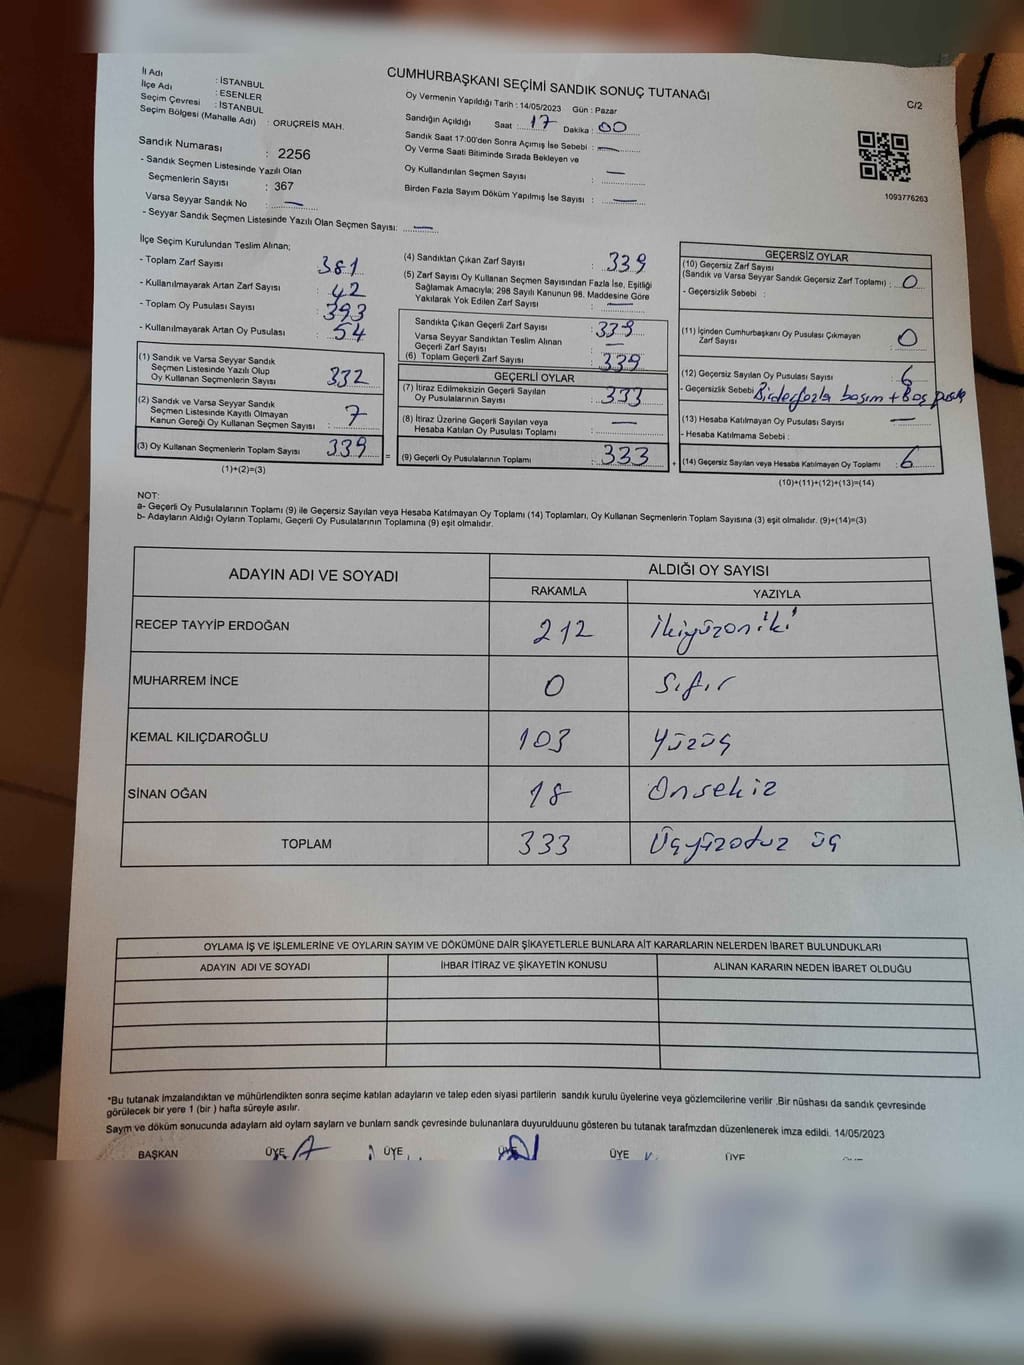 CUMHURBAŞKANI SEÇİMİ SANDIK SONUÇ TUTANAĞI
C/2
İl Adı : İSTANBUL
İlçe Adı : ESENLER
Seçim Çevresi : İSTANBUL
Seçim Bölgesi (Mahalle Adı) : ORUÇREİS MAH.
Sandık Numarası : 2256
- Sandık Seçmen Listesinde Yazılı Olan
Seçmenlerin Sayısı : 367
Varsa Seyyar Sandık No : —
- Seyyar Sandık Seçmen Listesinde Yazılı Olan Seçmen Sayısı: —
Oy Vermenin Yapıldığı Tarih : 14/05/2023 Gün : Pazar
Sandığın Açıldığı Saat : 17 Dakika : 00
Sandık Saat 17:00'den Sonra Açımış İse Sebebi : —
Oy Verme Saati Bitiminde Sırada Bekleyen ve
Oy Kullandırılan Seçmen Sayısı : —
Birden Fazla Sayım Döküm Yapılmış İse Sayısı : —
1093776263
İlçe Seçim Kurulundan Teslim Alınan;
- Toplam Zarf Sayısı : 381
- Kullanılmayarak Artan Zarf Sayısı : 42
- Toplam Oy Pusulası Sayısı : 393
- Kullanılmayarak Artan Oy Pusulası : 54
(1) Sandık ve Varsa Seyyar Sandık
Seçmen Listesinde Yazılı Olup
Oy Kullanan Seçmenlerin Sayısı : 332
(2) Sandık ve Varsa Seyyar Sandık
Seçmen Listesinde Kayıtlı Olmayan
Kanun Gereği Oy Kullanan Seçmen Sayısı : 7
(3) Oy Kullanan Seçmenlerin Toplam Sayısı : 339
(1)+(2)=(3)
(4) Sandıktan Çıkan Zarf Sayısı : 339
(5) Zarf Sayısı Oy Kullanan Seçmen Sayısından Fazla İse, Eşitliği
Sağlamak Amacıyla; 298 Sayılı Kanunun 98. Maddesine Göre
Yakılarak Yok Edilen Zarf Sayısı : —
Sandıkta Çıkan Geçerli Zarf Sayısı : 339
Varsa Seyyar Sandıktan Teslim Alınan
Geçerli Zarf Sayısı : —
(6) Toplam Geçerli Zarf Sayısı : 339
GEÇERLİ OYLAR
(7) İtiraz Edilmeksizin Geçerli Sayılan
Oy Pusulalarının Sayısı : 333
(8) İtiraz Üzerine Geçerli Sayılan veya
Hesaba Katılan Oy Pusulası Toplamı : —
(9) Geçerli Oy Pusulalarının Toplamı : 333
GEÇERSİZ OYLAR
(10) Geçersiz Zarf Sayısı
(Sandık ve Varsa Seyyar Sandık Geçersiz Zarf Toplamı) : 0
- Geçersizlik Sebebi :
(11) İçinden Cumhurbaşkanı Oy Pusulası Çıkmayan
Zarf Sayısı : 0
(12) Geçersiz Sayılan Oy Pusulası Sayısı : 6
- Geçersizlik Sebebi : Birden fazla basım + Boş pusula
(13) Hesaba Katılmayan Oy Pusulası Sayısı : —
- Hesaba Katılmama Sebebi :
(14) Geçersiz Sayılan veya Hesaba Katılmayan Oy Toplamı : 6
(10)+(11)+(12)+(13)=(14)
NOT:
a- Geçerli Oy Pusulalarının Toplamı (9) ile Geçersiz Sayılan veya Hesaba Katılmayan Oy Toplamı (14) Toplamları, Oy Kullanan Seçmenlerin Toplam Sayısına (3) eşit olmalıdır. (9)+(14)=(3)
b- Adayların Aldığı Oyların Toplamı, Geçerli Oy Pusulalarının Toplamına (9) eşit olmalıdır.
ADAYIN ADI VE SOYADI ALDIĞI OY SAYISI
RAKAMLA YAZIYLA
RECEP TAYYİP ERDOĞAN 212 İkiyüzoniki
MUHARREM İNCE 0 Sıfır
KEMAL KILIÇDAROĞLU 103 Yüzüç
SİNAN OĞAN 18 Onsekiz
TOPLAM 333 Üçyüzotuz üç
OYLAMA İŞ VE İŞLEMLERİNE VE OYLARIN SAYIM VE DÖKÜMÜNE DAİR ŞİKAYETLERLE BUNLARA AİT KARARLARIN NELERDEN İBARET BULUNDUKLARI
ADAYIN ADI VE SOYADI İHBAR İTİRAZ VE ŞİKAYETİN KONUSU ALINAN KARARIN NEDEN İBARET OLDUĞU
*Bu tutanak imzalandıktan ve mühürlendikten sonra seçime katılan adayların ve talep eden siyasi partilerin sandık kurulu üyelerine veya gözlemcilerine verilir .Bir nüshası da sandık çevresinde
görülecek bir yere 1 (bir ) hafta süreyle asılır.
Sayım ve döküm sonucunda adayların ald oylam sayların ve bunlarn sandk çevresinde bulunanlara duyurulduunu gösteren bu tutanak tarafmzdan düzenlenerek imza edildi. 14/05/2023
BAŞKAN ÜYE ÜYE ÜYE ÜYE ÜYE